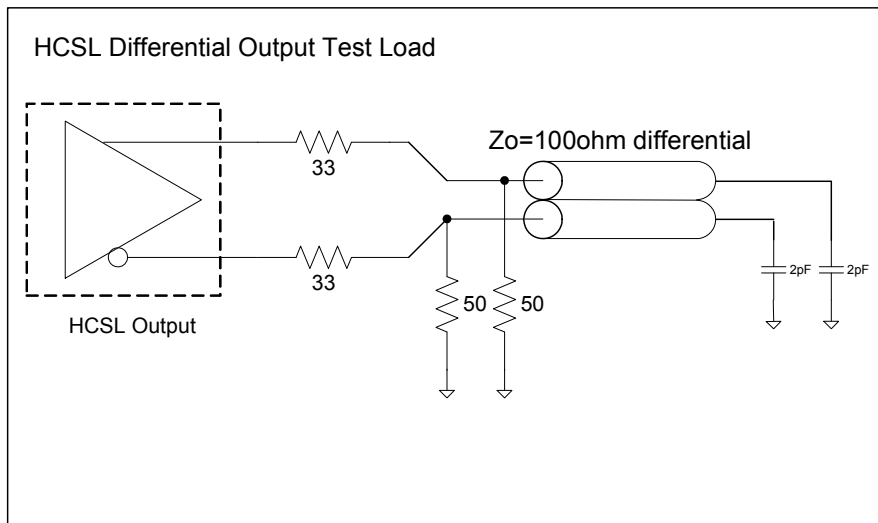 HCSL Differential Output Test Load
Zo=100ohm differential
33
33
2pF
2pF
50
50
HCSL Output